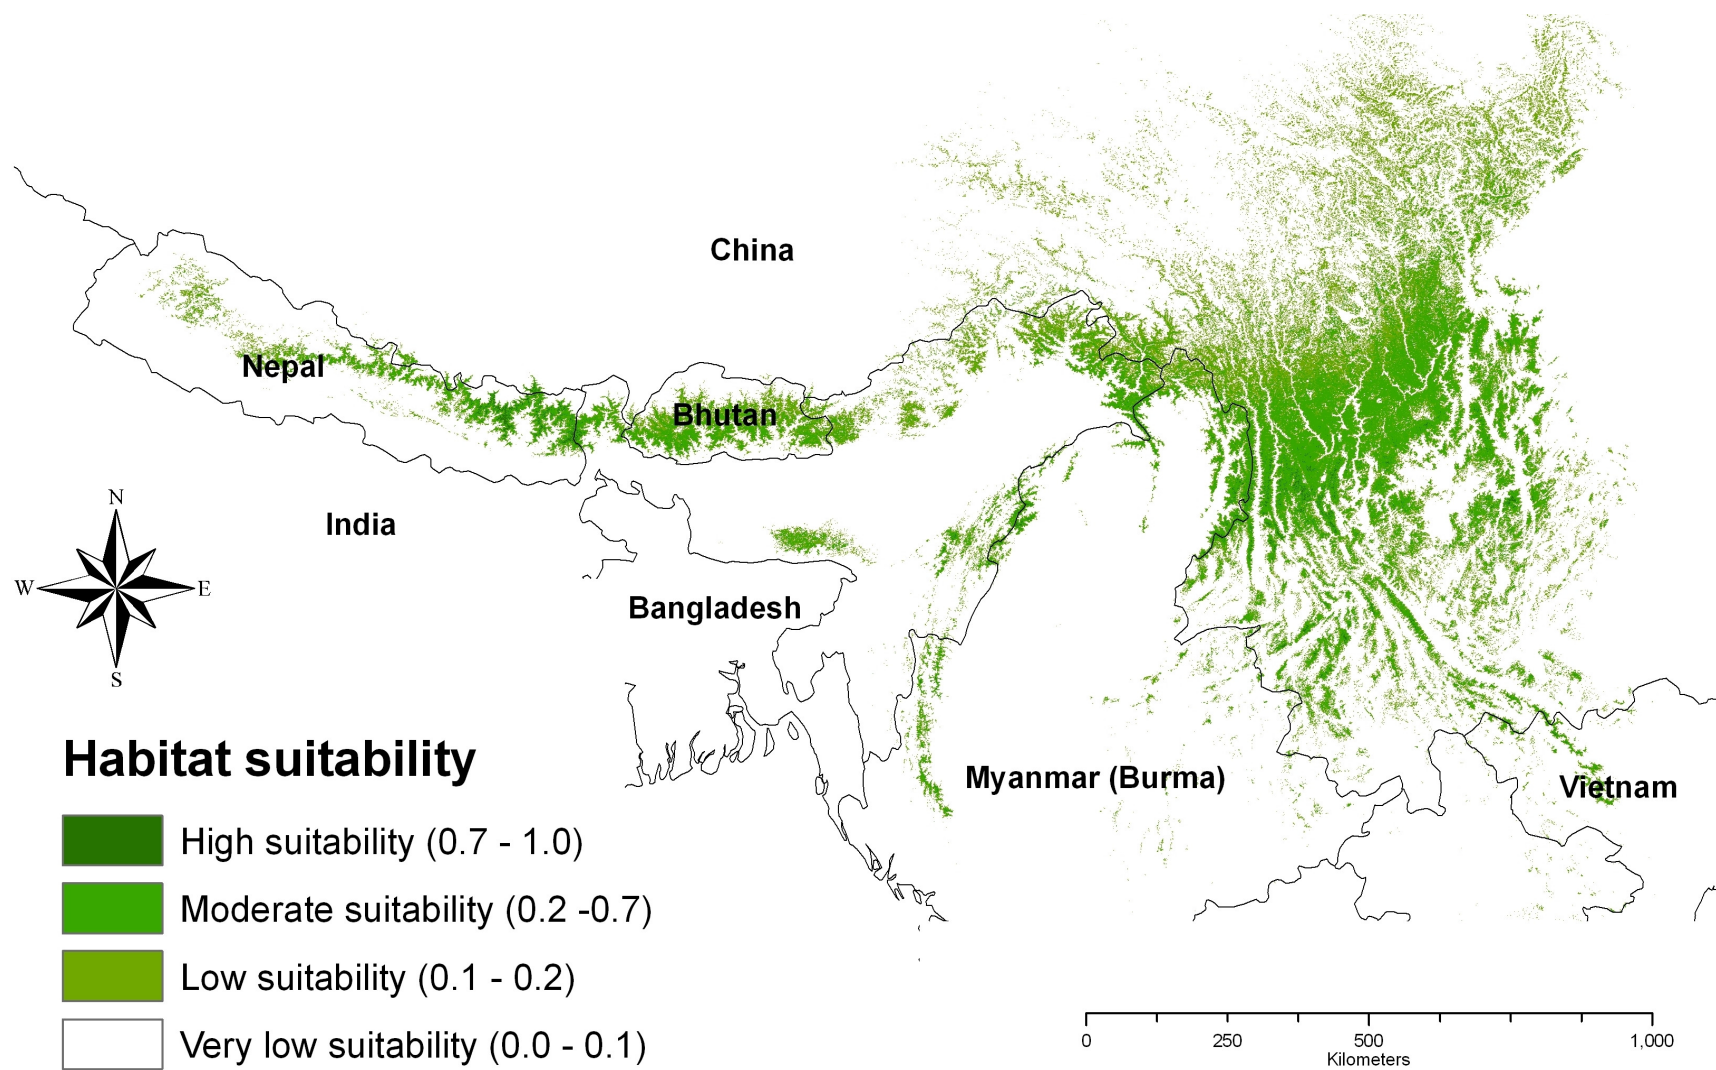 China
Nepal
Bhutan
India
Bangladesh
Myanmar (Burma)
Vietnam
N
W
E
S
Habitat suitability
High suitability (0.7 - 1.0)
Moderate suitability (0.2 -0.7)
Low suitability (0.1 - 0.2)
Very low suitability (0.0 - 0.1)
0 250 500 1,000
Kilometers